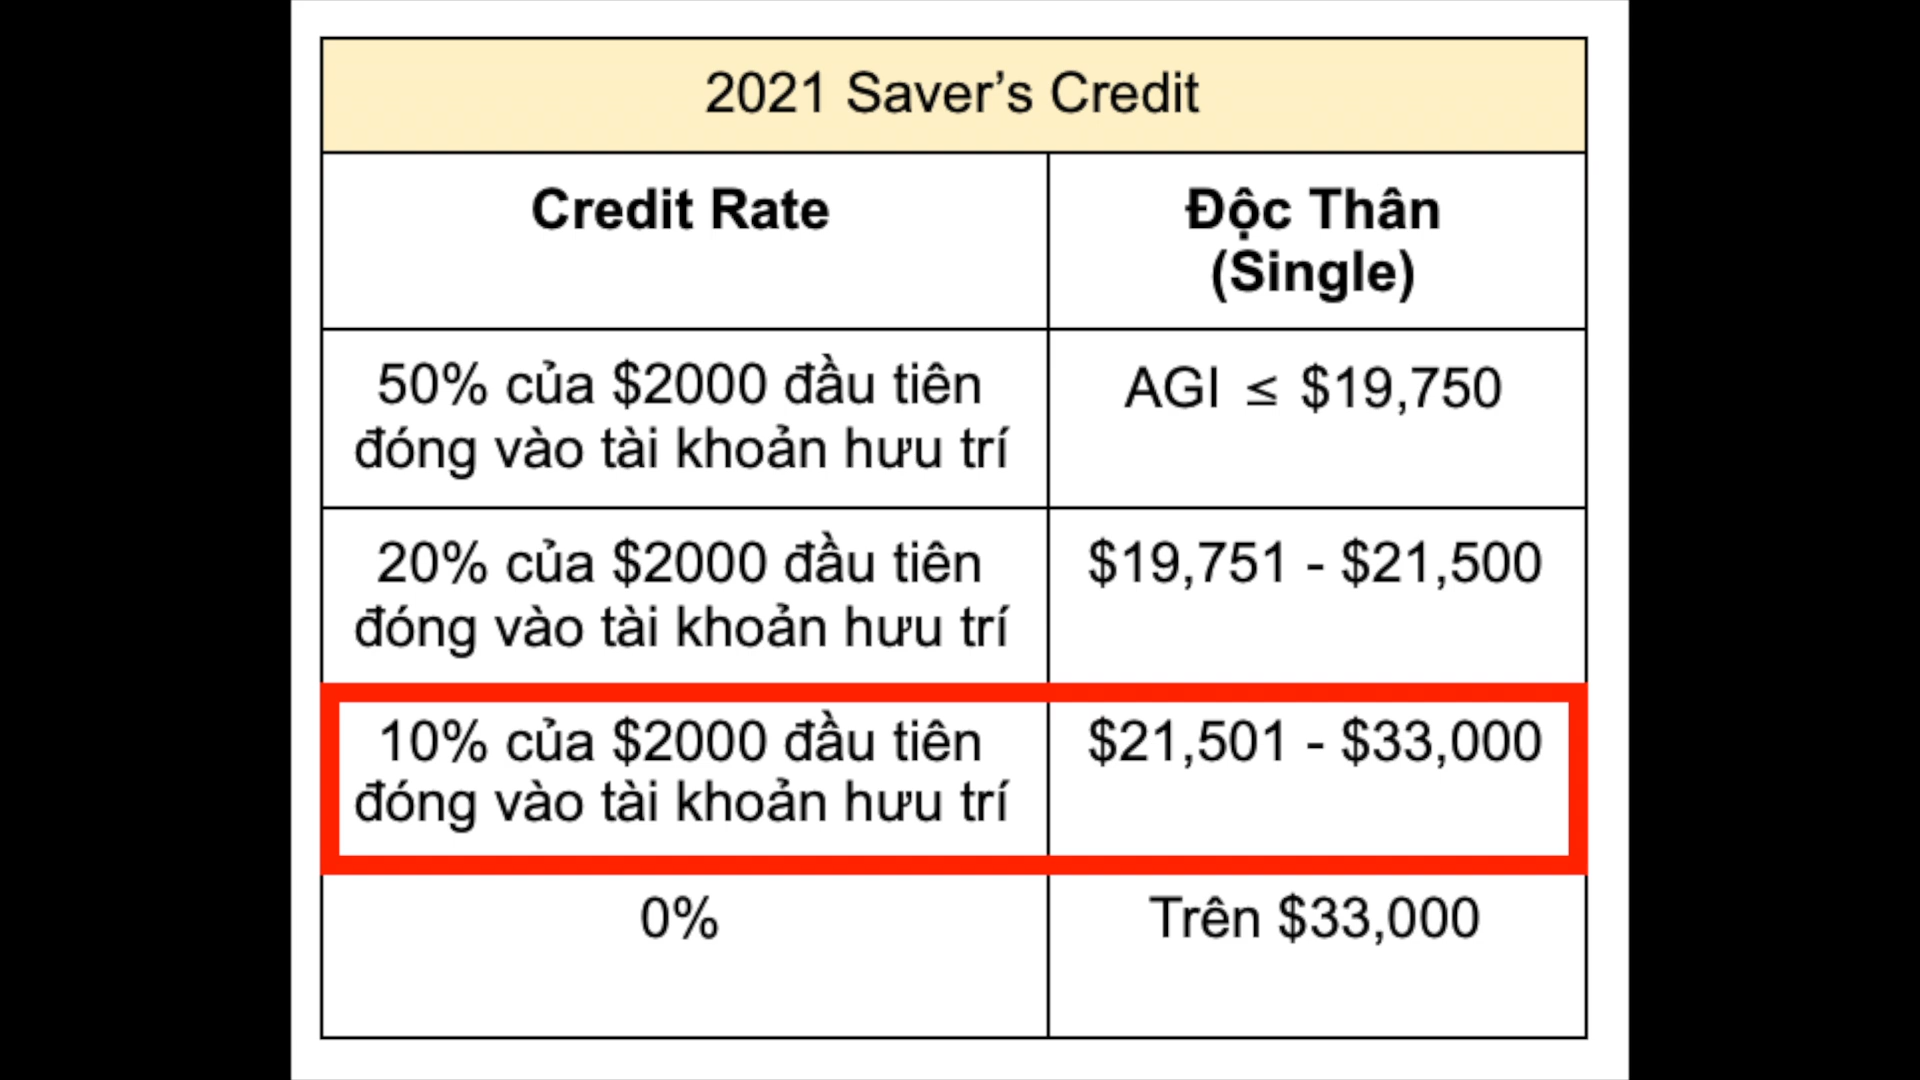 2021 Saver’s Credit
Credit Rate
Độc Thân
(Single)
50% của $2000 đầu tiên
đóng vào tài khoản hưu trí
AGI ≤ $19,750
20% của $2000 đầu tiên
đóng vào tài khoản hưu trí
$19,751 - $21,500
10% của $2000 đầu tiên
đóng vào tài khoản hưu trí
$21,501 - $33,000
0%
Trên $33,000